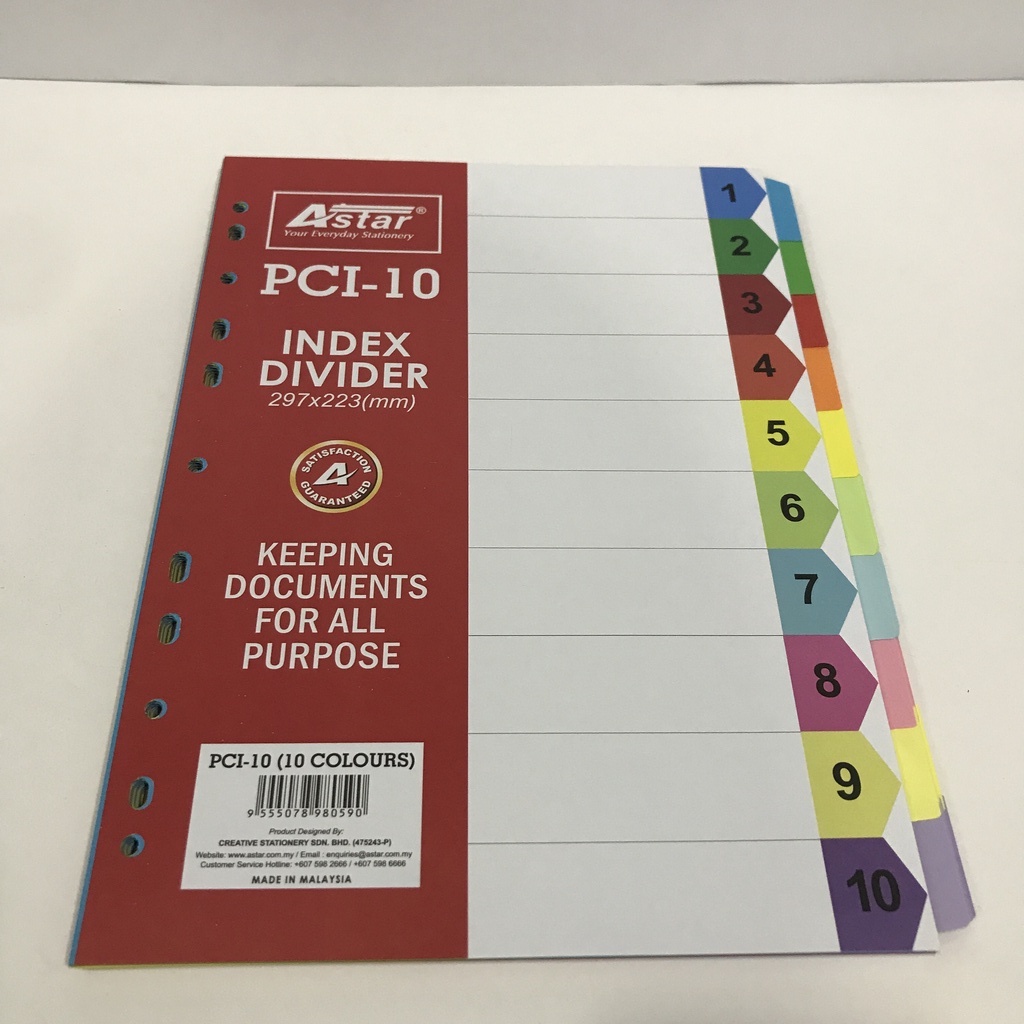 Astar®
Your Everyday Stationery
PCI-10
INDEX
DIVIDER
297x223(mm)
SATISFACTION
A
GUARANTEED
KEEPING
DOCUMENTS
FOR ALL
PURPOSE
PCI-10 (10 COLOURS)
9 555078 980590
Product Designed By:
CREATIVE STATIONERY SDN. BHD. (475243-P)
Website: www.astar.com.my / Email : enquiries@astar.com.my
Customer Service Hotline: +607 598 2666 / +607 598 6666
MADE IN MALAYSIA
1
2
3
4
5
6
7
8
9
10